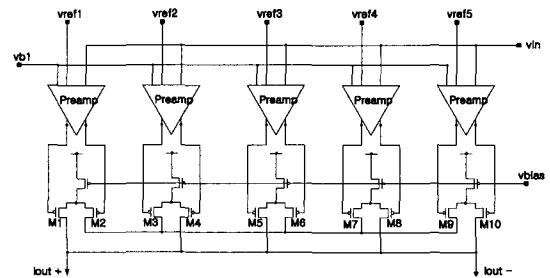 vref1 vref2 vref3 vref4 vref5
vin
vb1
Preamp Preamp Preamp Preamp Preamp
vbias
M1 M2 M3 M4 M5 M6 M7 M8 M9 M10
Iout + Iout -